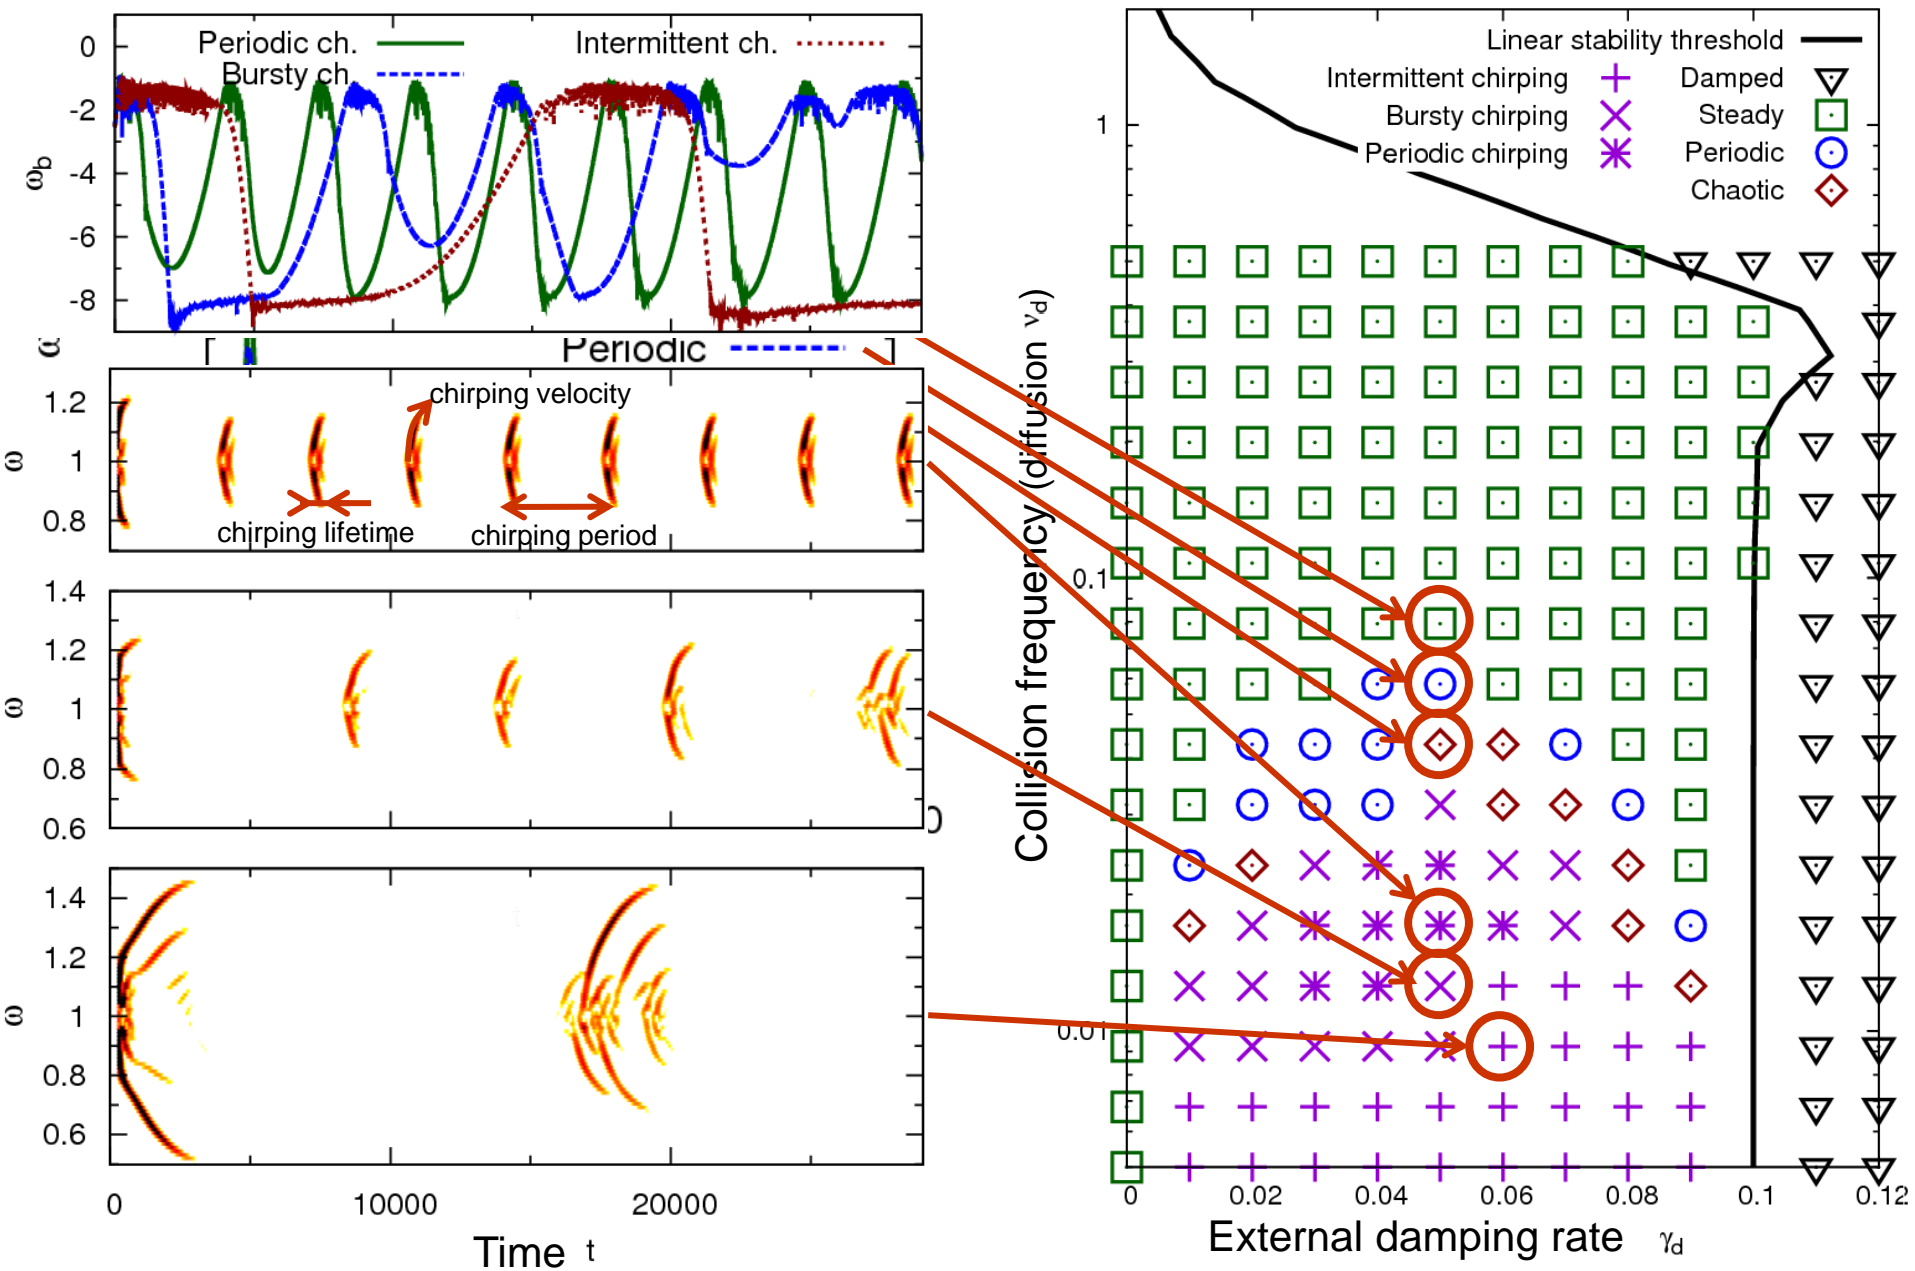 Periodic ch.
Bursty ch.
Intermittent ch.
0
-2
-4
-6
-8
ωb
Periodic
chirping velocity
1.2
1
0.8
ω
chirping lifetime
chirping period
1.4
1.2
1
0.8
0.6
ω
1.4
1.2
1
0.8
0.6
ω
0
10000
20000
Time t
Linear stability threshold
Intermittent chirping
Damped
Bursty chirping
Steady
Periodic chirping
Periodic
Chaotic
1
0.1
0.01
Collision frequency (diffusion νd)
0
0.02
0.04
0.06
0.08
0.1
0.12
External damping rate γd